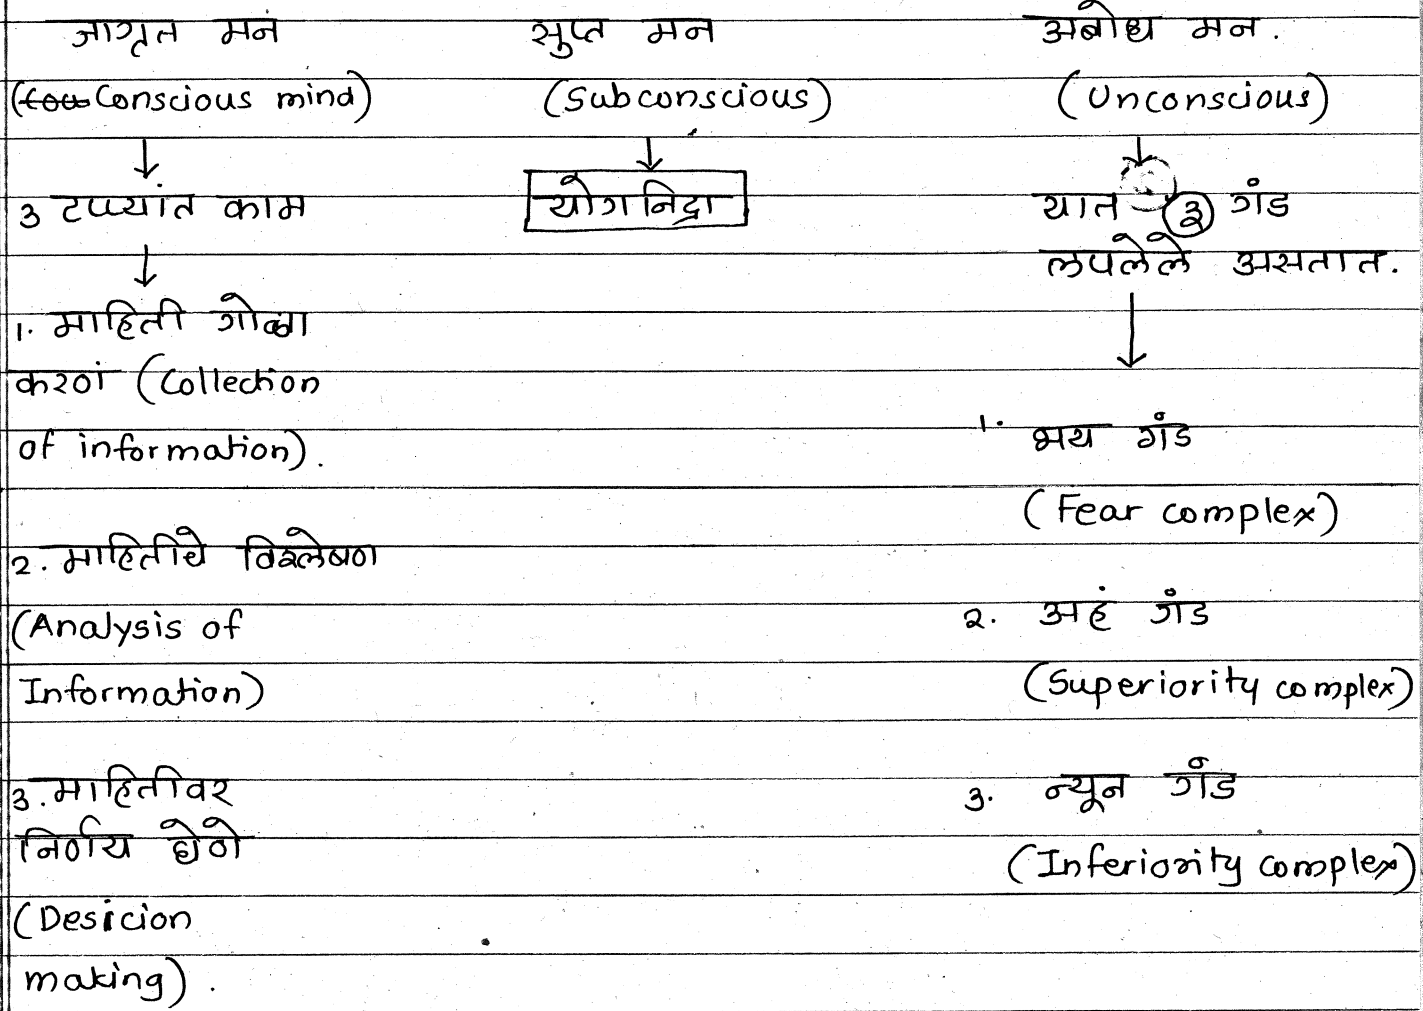 जागृत मन
(Conscious mind)
↓
3 टप्प्यांत काम
↓
1. माहिती गोळा
करणं (Collection
of information).
2. माहितीचे विश्लेषण
(Analysis of
Information)
3. माहितीवर
निर्णय घेणे
(Desicion
making).
सुप्त मन
(Subconscious)
↓
योगनिद्रा
अबोध मन.
(Unconscious)
↓
यात ३ गंड
लपलेले असतात.
↓
1. भय गंड
(Fear complex)
२. अहं गंड
(Superiority complex)
3. न्यून गंड
(Inferiority complex)